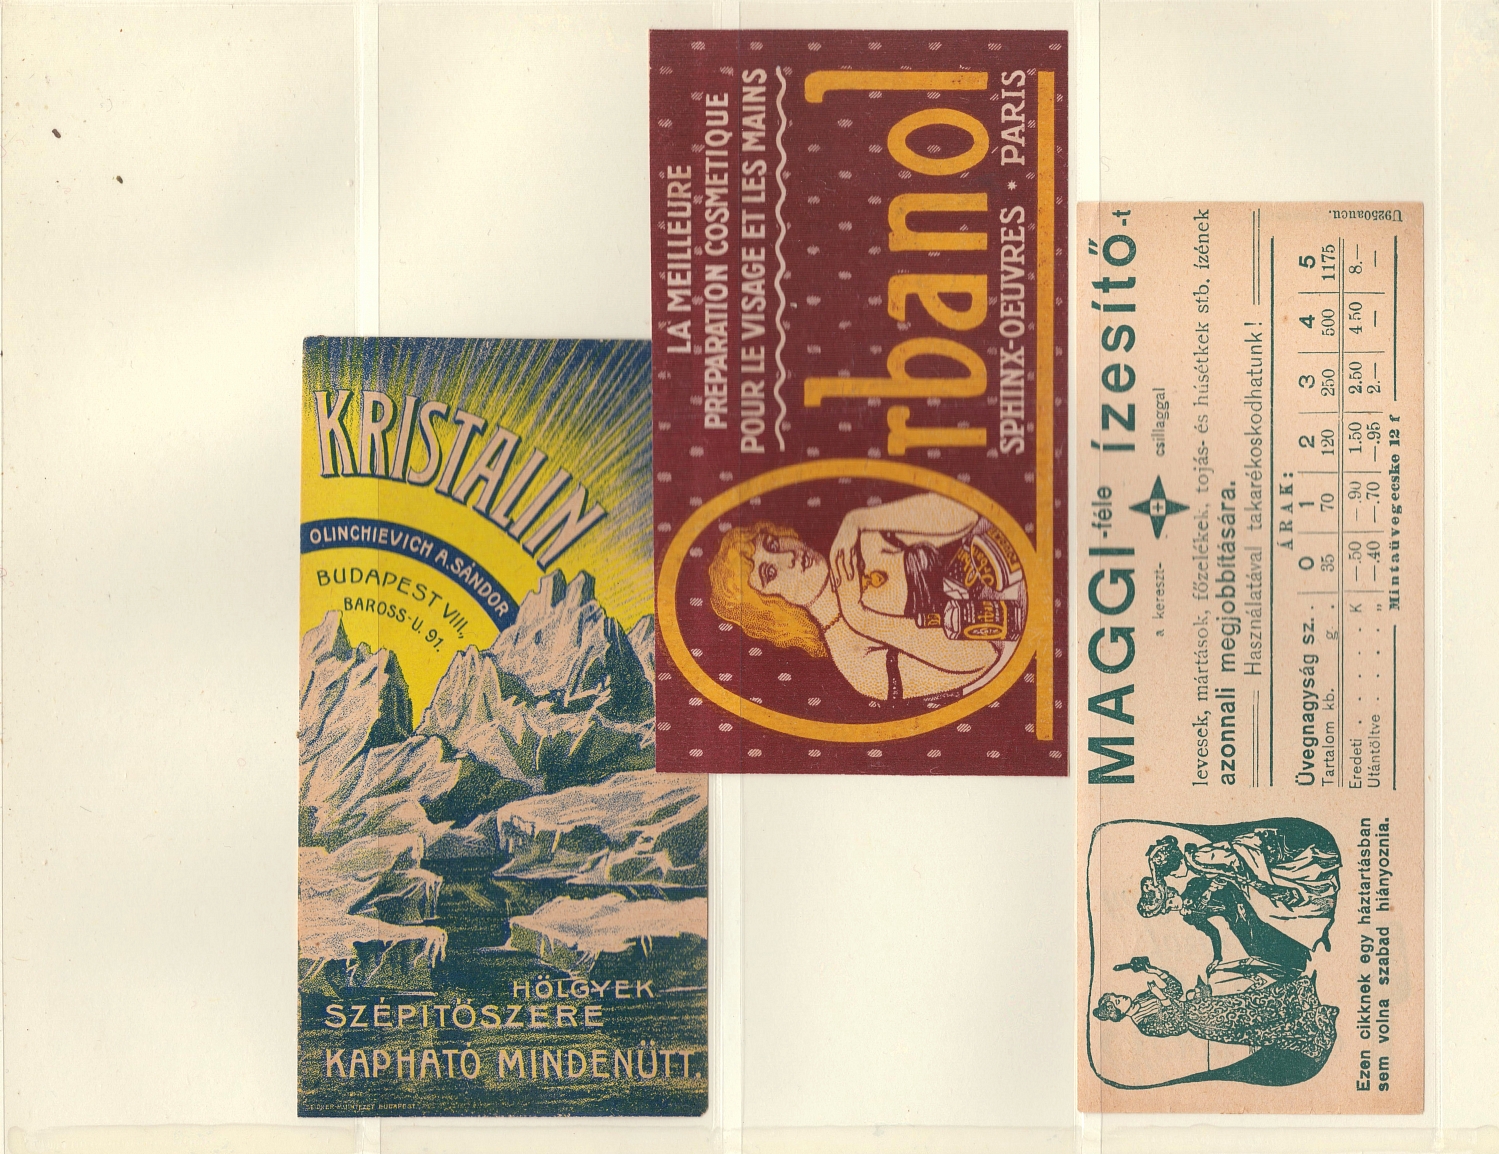 KRISTALIN
OLINCHIEVICH A. SÁNDOR
BUDAPEST VIII.,
BAROSS-U. 91.
HÖLGYEK
SZÉPITÖSZERE
KAPHATÓ MINDENÜTT.
LA MEILLEURE
PREPARATION COSMETIQUE
POUR LE VISAGE ET LES MAINS
Orbanol
SPHINX-OEUVRES * PARIS
MAGGI-féle ízesítő-t
a kereszt- csillaggal
levesek, mártások, főzelékek, tojás- és húsétkek stb. ízének
azonnali megjobbítására.
Használatával takarékoskodhatunk!
ÁRAK:
Üvegnagyság sz. . 0 1 2 3 4 5
Tartalom kb. g. . 35 70 120 250 500 1175
Eredeti . . . . . K —.50 —.90 1.50 2.50 4 50 8.—
Utántöltve . . . . „ —.40 —.70 —.95 2.— — —
Mintaüvegecske 12 f
U9250aucu.
Ezen cikknek egy háztartásban
sem volna szabad hiányoznia.